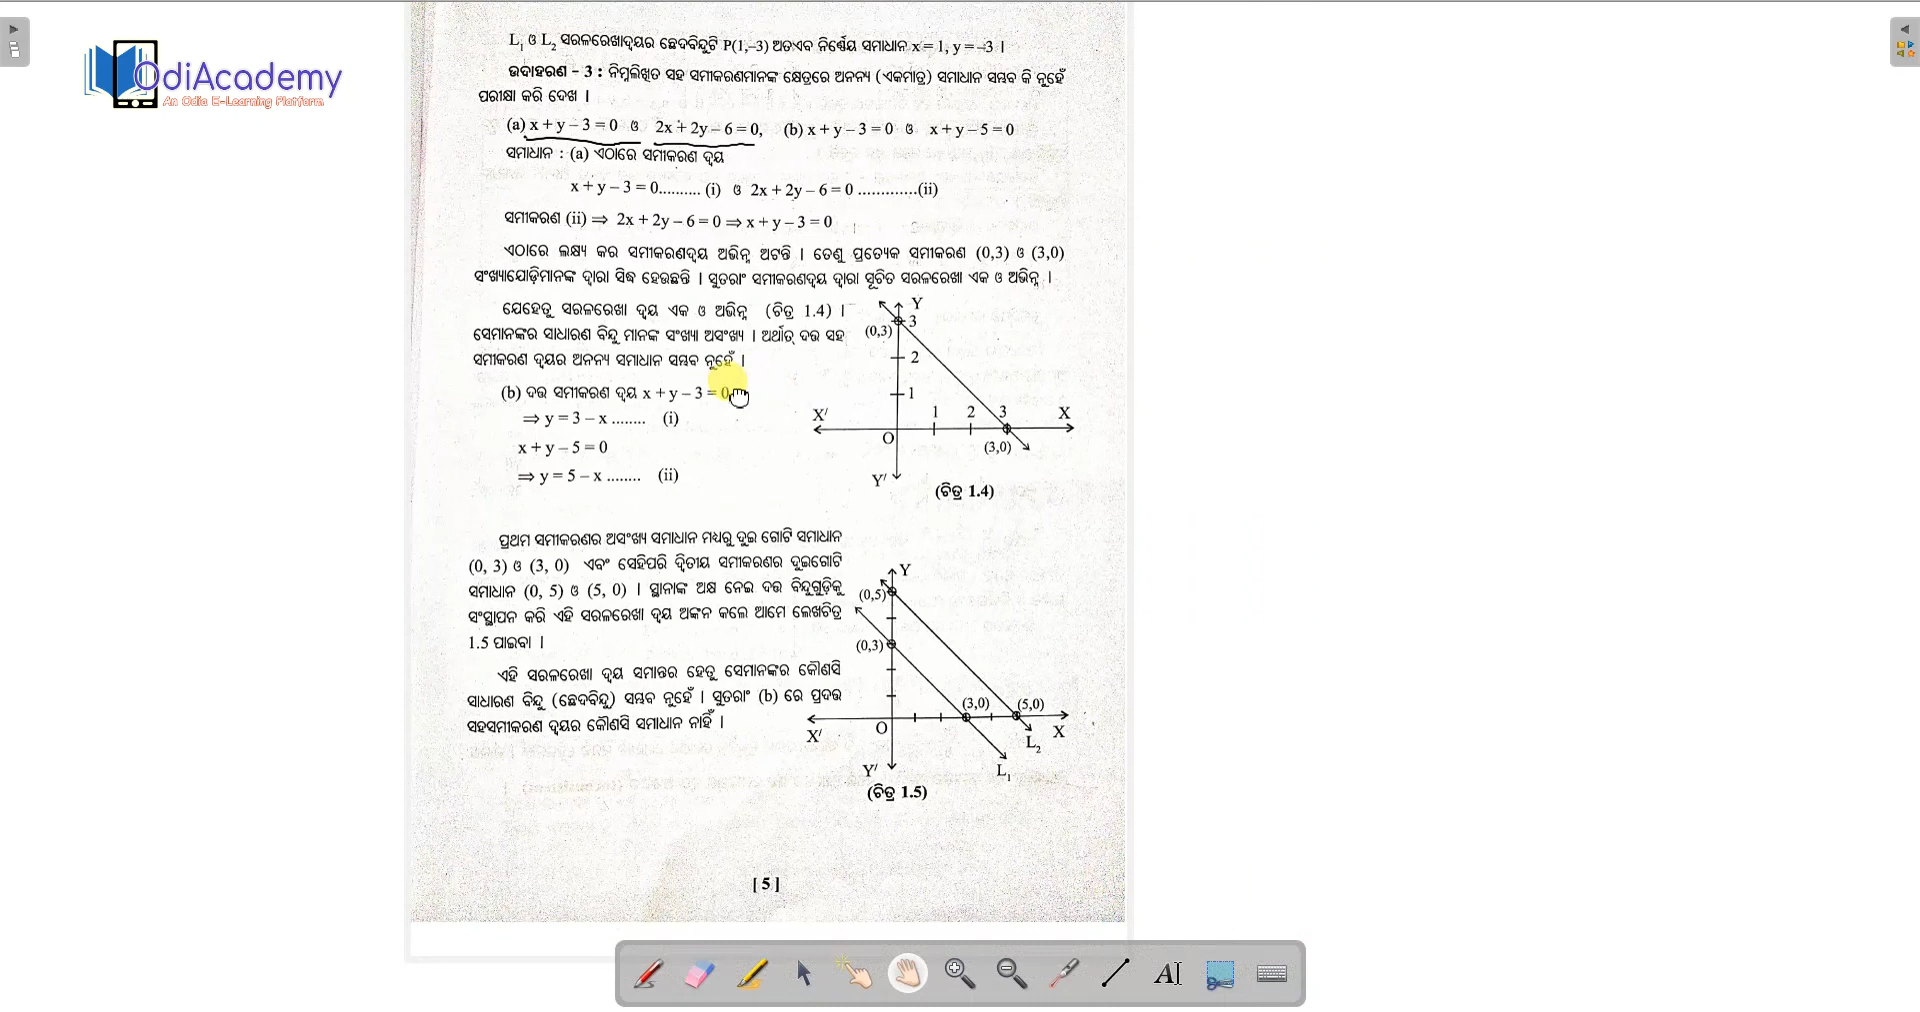 OdiAcademy
An Odia E-Learning Platform
L₁ ଓ L₂ ସରଳରେଖାଦ୍ୱୟର ଛେଦବିନ୍ଦୁଟି P(1,–3) ଅତଏବ ନିର୍ଣ୍ଣେୟ ସମାଧାନ x = 1, y = –3 ।
ଉଦାହରଣ – 3 : ନିମ୍ନଲିଖିତ ସହ ସମୀକରଣମାନଙ୍କ କ୍ଷେତ୍ରରେ ଅନନ୍ୟ (ଏକମାତ୍ର) ସମାଧାନ ସମ୍ଭବ କି ନୁହେଁ
ପରୀକ୍ଷା କରି ଦେଖ ।
(a) x + y – 3 = 0 ଓ 2x + 2y – 6 = 0, (b) x + y – 3 = 0 ଓ x + y – 5 = 0
ସମାଧାନ : (a) ଏଠାରେ ସମୀକରଣ ଦ୍ୱୟ
x + y – 3 = 0.......... (i) ଓ 2x + 2y – 6 = 0 .............(ii)
ସମୀକରଣ (ii) ⇒ 2x + 2y – 6 = 0 ⇒ x + y – 3 = 0
ଏଠାରେ ଲକ୍ଷ୍ୟ କର ସମୀକରଣଦ୍ୱୟ ଅଭିନ୍ନ ଅଟନ୍ତି । ତେଣୁ ପ୍ରତ୍ୟେକ ସମୀକରଣ (0,3) ଓ (3,0)
ସଂଖ୍ୟାଯୋଡ଼ିମାନଙ୍କ ଦ୍ୱାରା ସିଦ୍ଧ ହେଉଛନ୍ତି । ସୁତରାଂ ସମୀକରଣଦ୍ୱୟ ଦ୍ୱାରା ସୂଚିତ ସରଳରେଖା ଏକ ଓ ଅଭିନ୍ନ ।
ଯେହେତୁ ସରଳରେଖା ଦ୍ୱୟ ଏକ ଓ ଅଭିନ୍ନ (ଚିତ୍ର 1.4) ।
ସେମାନଙ୍କର ସାଧାରଣ ବିନ୍ଦୁ ମାନଙ୍କ ସଂଖ୍ୟା ଅସଂଖ୍ୟ । ଅର୍ଥାତ୍ ଦତ୍ତ ସହ
ସମୀକରଣ ଦ୍ୱୟର ଅନନ୍ୟ ସମାଧାନ ସମ୍ଭବ ନୁହେଁ ।
(b) ଦତ୍ତ ସମୀକରଣ ଦ୍ୱୟ x + y – 3 = 0
⇒ y = 3 – x ........ (i)
x + y – 5 = 0
⇒ y = 5 – x ........ (ii)
Y
3
(0,3)
2
1
X′ 1 2 3 X
O
(3,0)
Y′
(ଚିତ୍ର 1.4)
ପ୍ରଥମ ସମୀକରଣର ଅସଂଖ୍ୟ ସମାଧାନ ମଧ୍ୟରୁ ଦୁଇ ଗୋଟି ସମାଧାନ
(0, 3) ଓ (3, 0) ଏବଂ ସେହିପରି ଦ୍ୱିତୀୟ ସମୀକରଣର ଦୁଇଗୋଟି
ସମାଧାନ (0, 5) ଓ (5, 0) । ସ୍ଥାନାଙ୍କ ଅକ୍ଷ ନେଇ ଦତ୍ତ ବିନ୍ଦୁଗୁଡ଼ିକୁ
ସଂସ୍ଥାପନ କରି ଏହି ସରଳରେଖା ଦ୍ୱୟ ଅଙ୍କନ କଲେ ଆମେ ଲେଖଚିତ୍ର
1.5 ପାଇବା ।
ଏହି ସରଳରେଖା ଦ୍ୱୟ ସମାନ୍ତର ହେତୁ ସେମାନଙ୍କର କୌଣସି
ସାଧାରଣ ବିନ୍ଦୁ (ଛେଦବିନ୍ଦୁ) ସମ୍ଭବ ନୁହେଁ । ସୁତରାଂ (b) ରେ ପ୍ରଦତ୍ତ
ସହସମୀକରଣ ଦ୍ୱୟର କୌଣସି ସମାଧାନ ନାହିଁ ।
Y
(0,5)
(0,3)
(3,0) (5,0)
X′ O X
L₂
Y′ L₁
(ଚିତ୍ର 1.5)
[ 5 ]